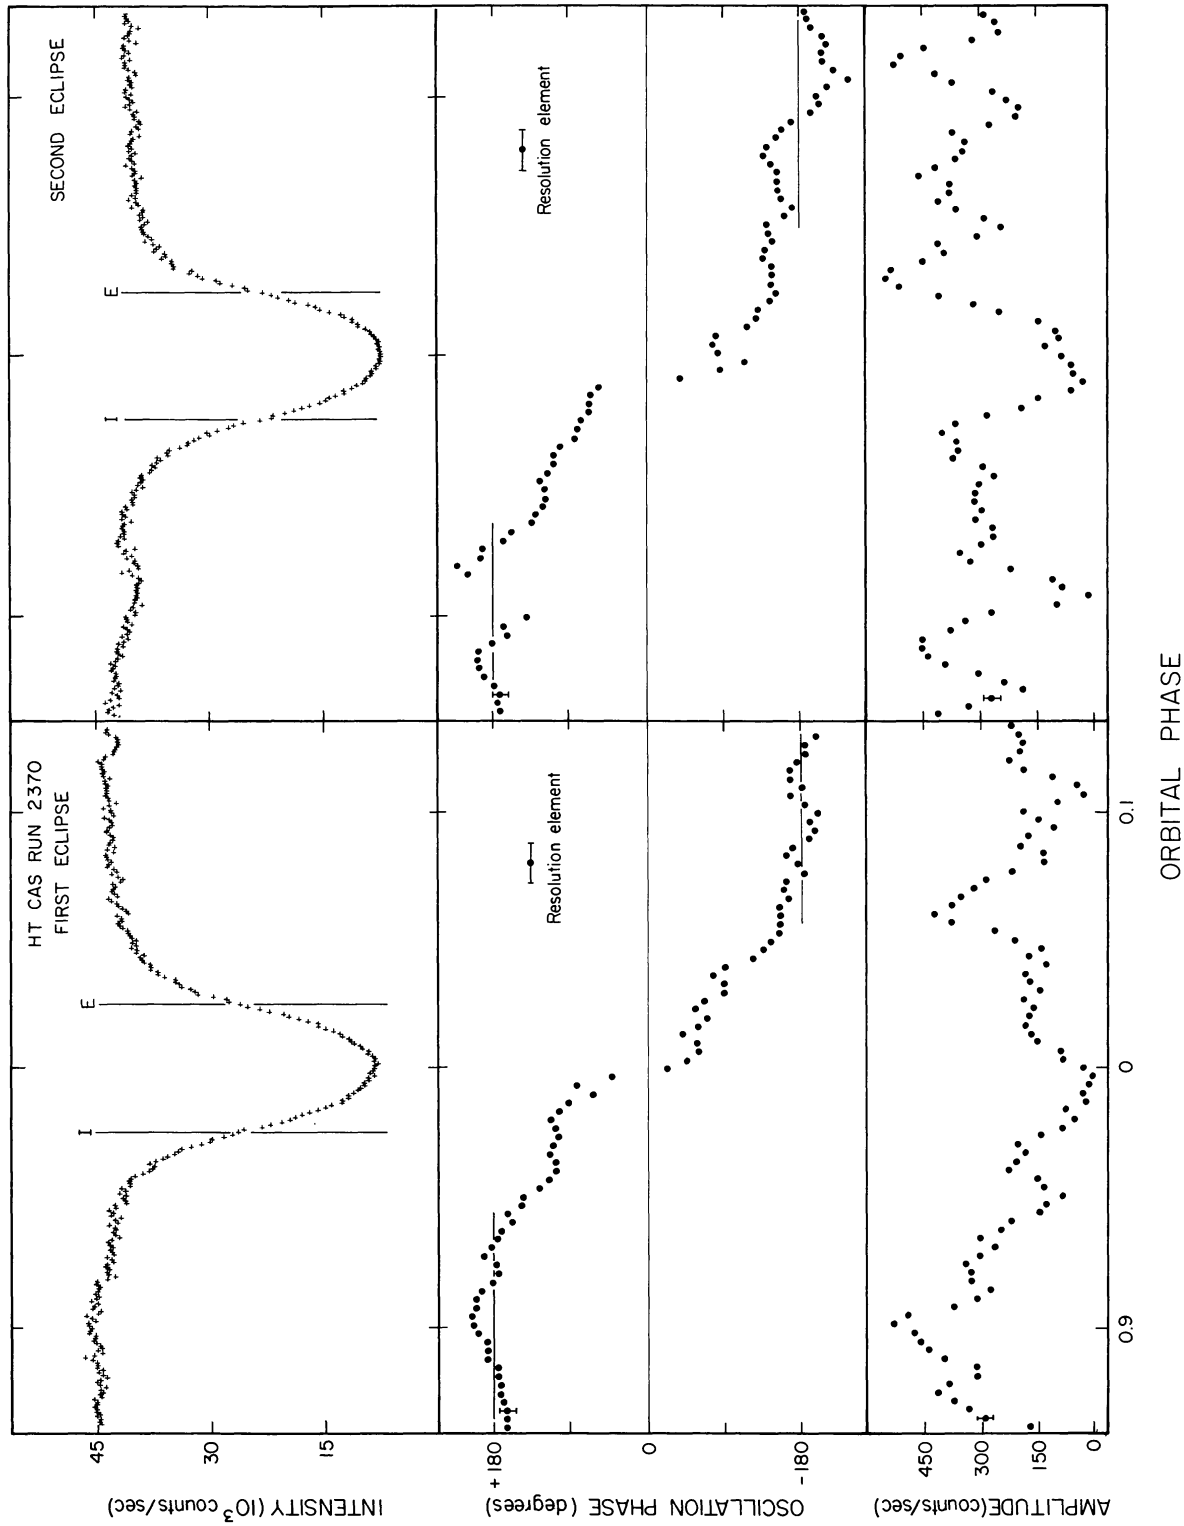 HT CAS RUN 2370
FIRST ECLIPSE
SECOND ECLIPSE
I
E
I
E
45
30
15
INTENSITY (10³ counts/sec)
Resolution element
Resolution element
+180
0
-180
OSCILLATION PHASE (degrees)
450
300
150
0
AMPLITUDE (counts/sec)
0.9
0
0.1
ORBITAL PHASE